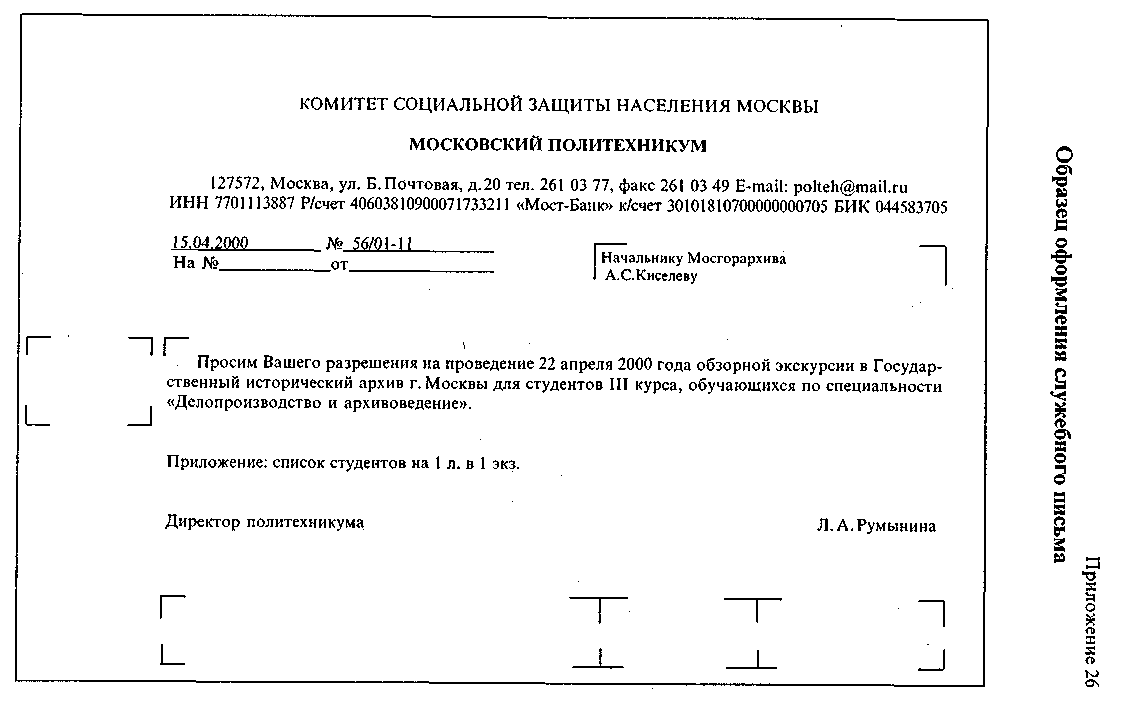 Приложение 26
Образец оформления служебного письма
КОМИТЕТ СОЦИАЛЬНОЙ ЗАЩИТЫ НАСЕЛЕНИЯ МОСКВЫ
МОСКОВСКИЙ ПОЛИТЕХНИКУМ
127572, Москва, ул. Б. Почтовая, д.20 тел. 261 03 77, факс 261 03 49 E-mail: polteh@mail.ru
ИНН 7701113887 Р/счет 40603810900071733211 «Мост-Банк» к/счет 30101810700000000705 БИК 044583705
15.04.2000 № 56/01-11
На № от
Начальнику Мосгорархива
А.С.Киселеву
Просим Вашего разрешения на проведение 22 апреля 2000 года обзорной экскурсии в Государ-
ственный исторический архив г. Москвы для студентов III курса, обучающихся по специальности
«Делопроизводство и архивоведение».
Приложение: список студентов на 1 л. в 1 экз.
Директор политехникума Л. А. Румынина